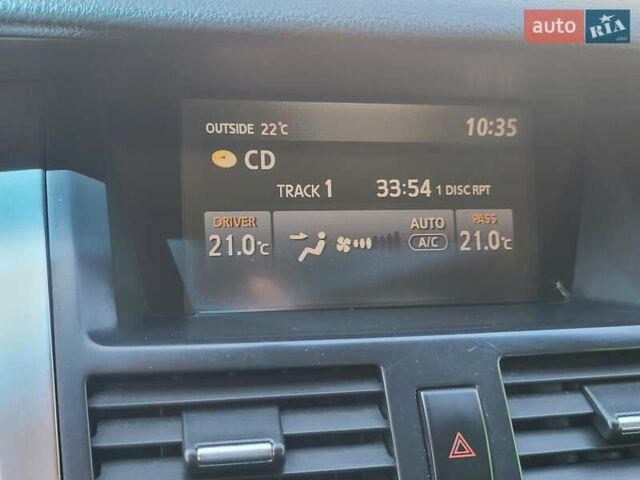 auto RIA.com
OUTSIDE 22°C 10:35
CD
TRACK 1 33:54 1 DISC RPT
DRIVER AUTO PASS
21.0°C A/C 21.0°C